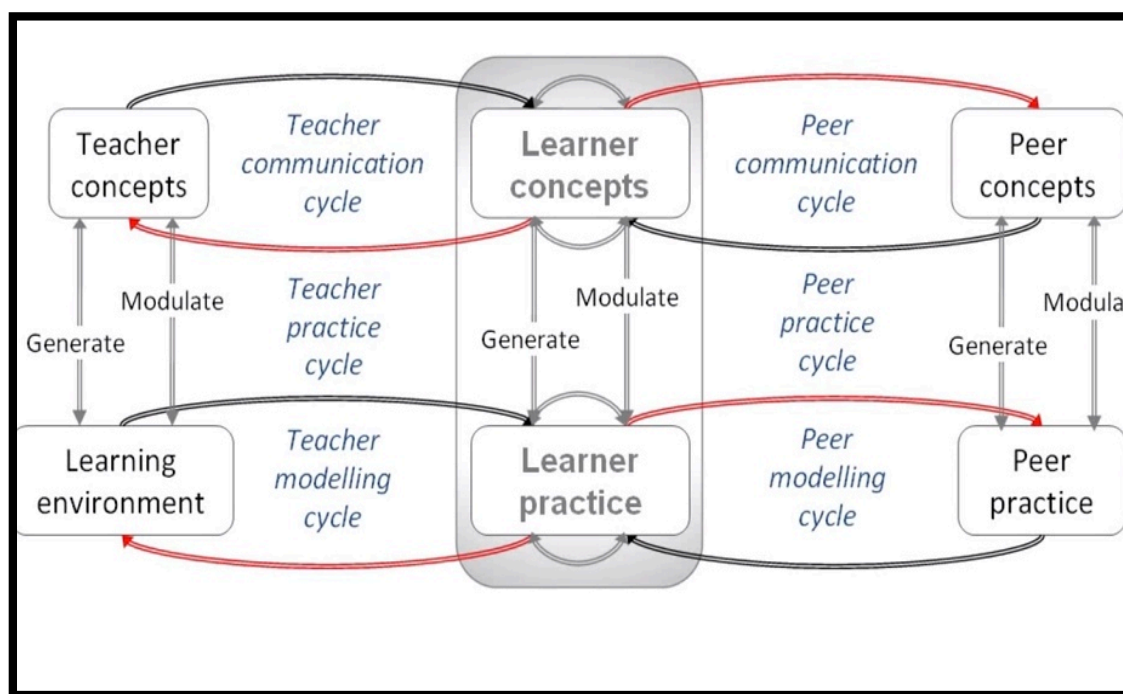 Teacher
concepts
Teacher
communication
cycle
Learner
concepts
Peer
communication
cycle
Peer
concepts
Generate
Modulate
Teacher
practice
cycle
Generate
Modulate
Peer
practice
cycle
Generate
Modula
Learning
environment
Teacher
modelling
cycle
Learner
practice
Peer
modelling
cycle
Peer
practice